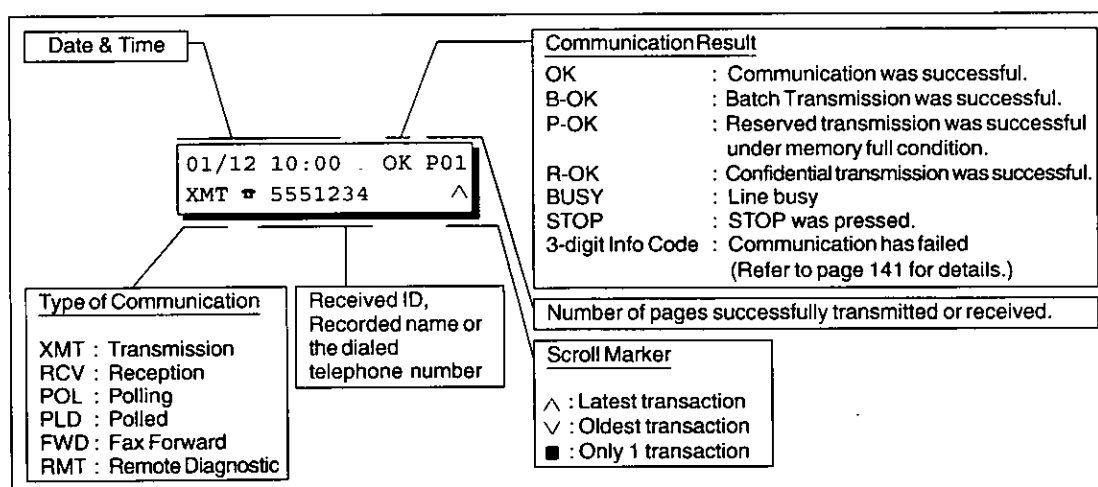 Date & Time
01/12 10:00 . OK P01
XMT ☎ 5551234 ∧
Communication Result
OK : Communication was successful.
B-OK : Batch Transmission was successful.
P-OK : Reserved transmission was successful
under memory full condition.
R-OK : Confidential transmission was successful.
BUSY : Line busy
STOP : STOP was pressed.
3-digit Info Code : Communication has failed
(Refer to page 141 for details.)
Number of pages successfully transmitted or received.
Type of Communication
XMT : Transmission
RCV : Reception
POL : Polling
PLD : Polled
FWD : Fax Forward
RMT : Remote Diagnostic
Received ID,
Recorded name or
the dialed
telephone number
Scroll Marker
∧ : Latest transaction
∨ : Oldest transaction
■ : Only 1 transaction